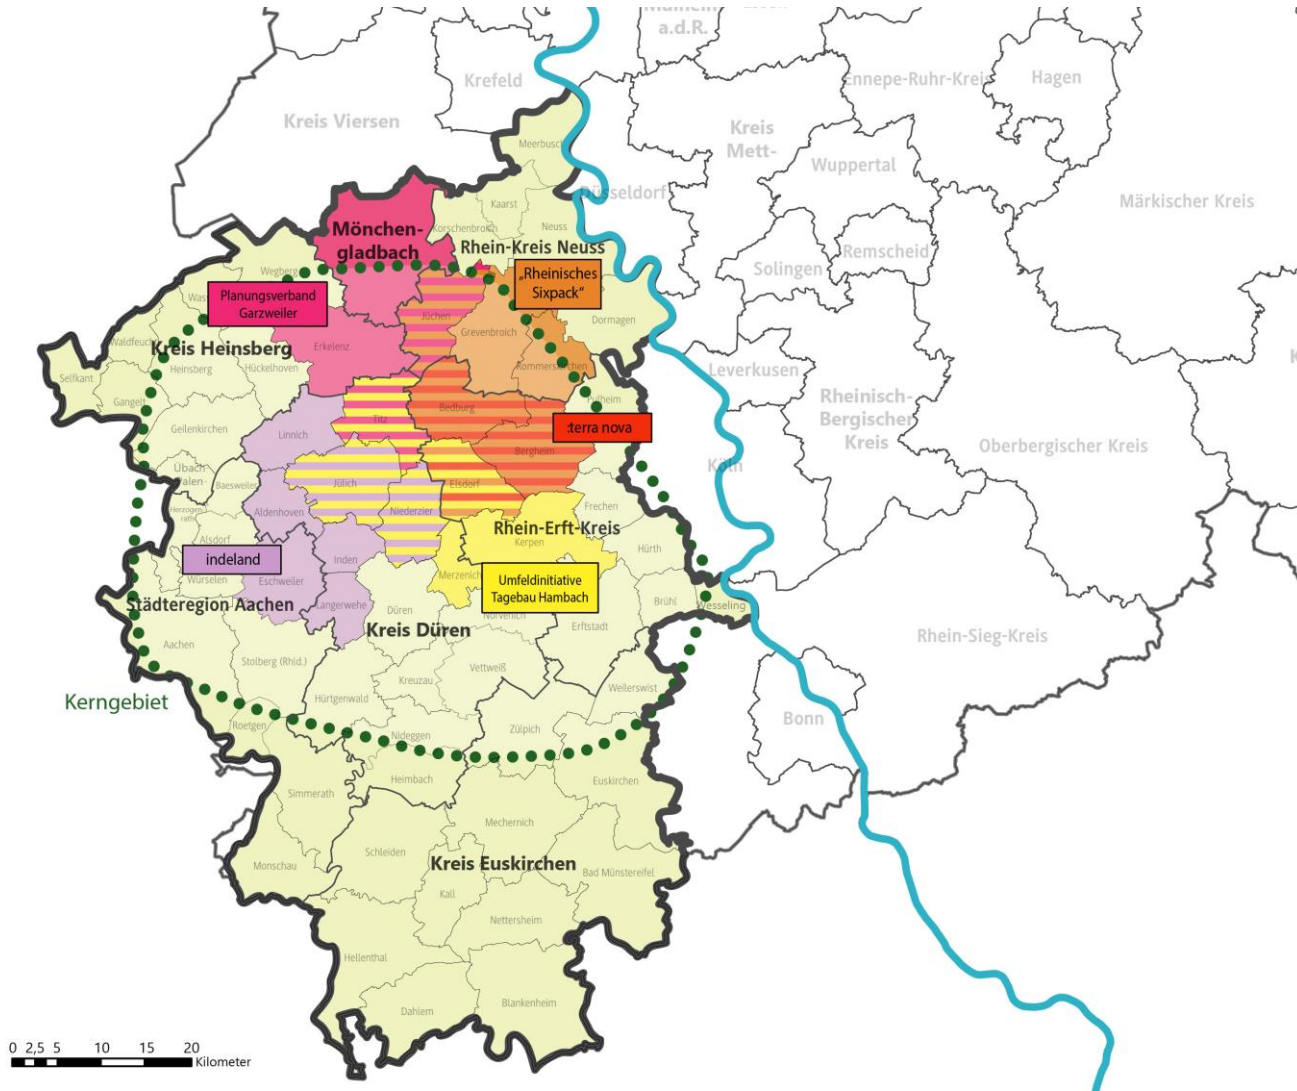 a.d.R.
Krefeld
Ennepe-Ruhr-Kreis
Hagen
Kreis Viersen
Kreis
Mett-
Meerbusch
Wuppertal
Düsseldorf
Märkischer Kreis
Kaarst
Mönchen-
gladbach
Korschenbroich
Neuss
Rhein-Kreis Neuss
Remscheid
Solingen
Wegberg
„Rheinisches
Sixpack“
Planungsverband
Garzweiler
Jüchen
Dormagen
Grevenbroich
Waldfeucht
Kreis Heinsberg
Erkelenz
Heinsberg
Hückelhoven
Rommerskirchen
Leverkusen
Selfkant
Gangelt
Pulheim
Rheinisch-
Bergischer
Kreis
Bedburg
Titz
:terra nova
Geilenkirchen
Linnich
Oberbergischer Kreis
Bergheim
Köln
Übach
Palen-
Baesweiler
Jülich
Elsdorf
Herzogen-
rath
Aldenhoven
Niederzier
Frechen
Rhein-Erft-Kreis
Alsdorf
Kerpen
Hürth
indeland
Inden
Merzenich
Würselen
Eschweiler
Umfeldinitiative
Tagebau Hambach
Städteregion Aachen
Langerwehe
Düren
Nörvenich
Brühl
Wesseling
Kreis Düren
Erftstadt
Rhein-Sieg-Kreis
Aachen
Stolberg (Rhld.)
Vettweiß
Kreuzau
Weilerswist
Kerngebiet
Hürtgenwald
Bonn
Roetgen
Nideggen
Zülpich
Heimbach
Euskirchen
Simmerath
Mechernich
Schleiden
Monschau
Kreis Euskirchen
Bad Münstereifel
Kall
Nettersheim
Hellenthal
Blankenheim
Dahlem
0 2,5 5 10 15 20
Kilometer